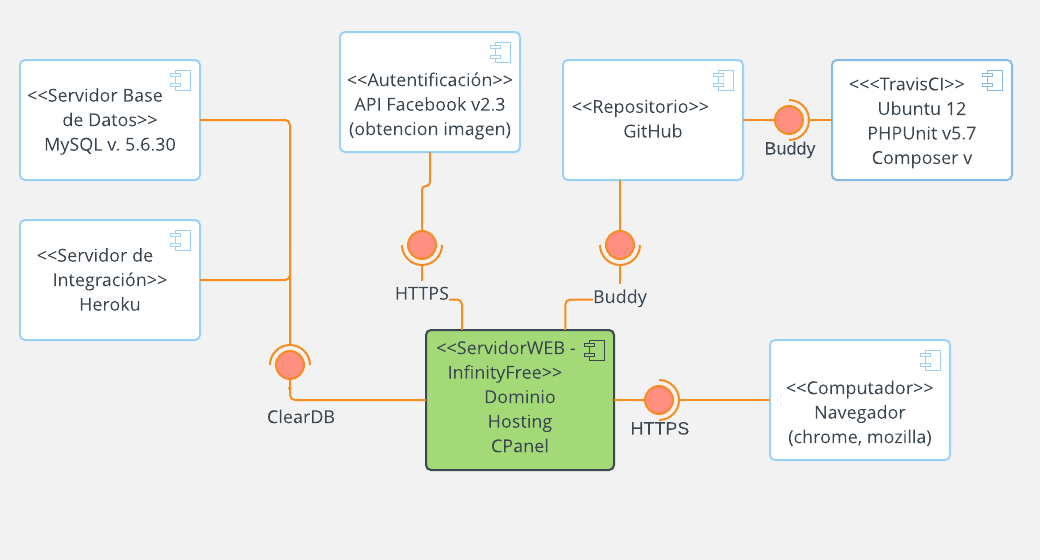 <<Servidor Base
de Datos>>
MySQL v. 5.6.30
<<Autentificación>>
API Facebook v2.3
(obtencion imagen)
<<Repositorio>>
GitHub
Buddy
<<<TravisCI>>
Ubuntu 12
PHPUnit v5.7
Composer v
<<Servidor de
Integración>>
Heroku
HTTPS
Buddy
ClearDB
<<ServidorWEB -
InfinityFree>>
Dominio
Hosting
CPanel
HTTPS
<<Computador>>
Navegador
(chrome, mozilla)